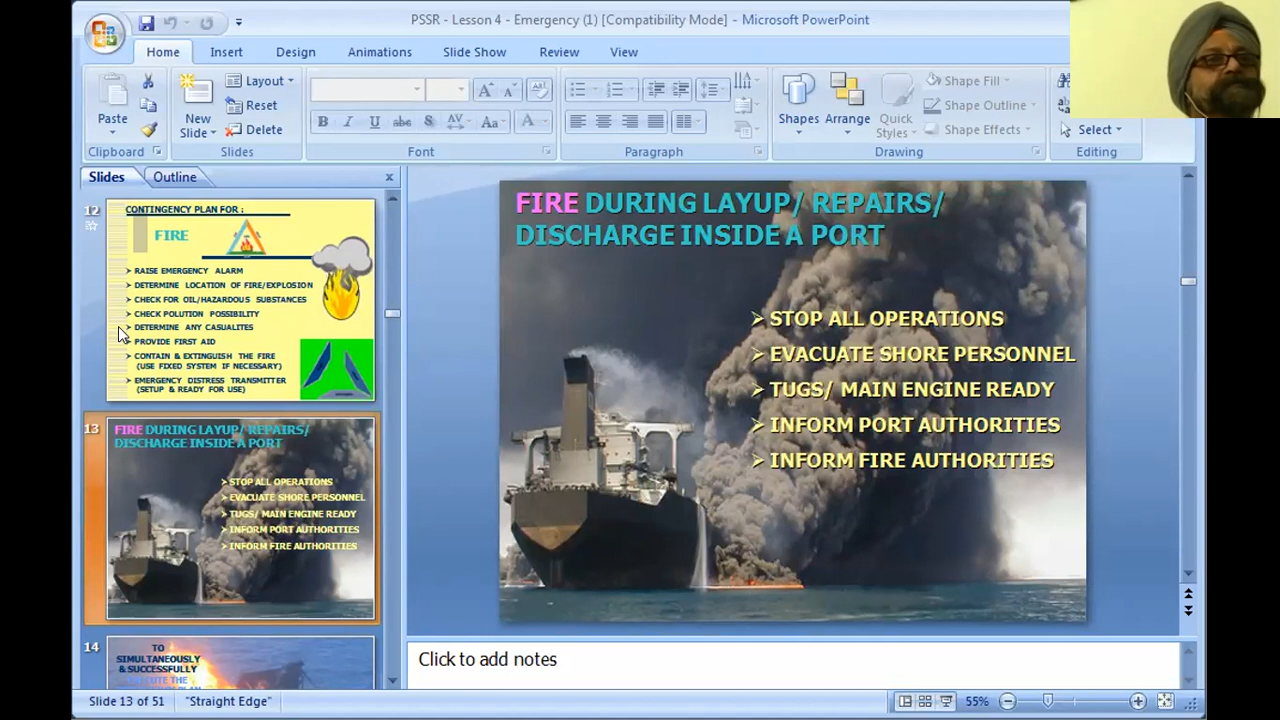 PSSR - Lesson 4 - Emergency (1) [Compatibility Mode] - Microsoft PowerPoint
Home Insert Design Animations Slide Show Review View
Paste
Clipboard
New Slide
Layout
Reset
Delete
Slides
B I U abc S AV Aa A
Font
Paragraph
Shapes Arrange Quick Styles
Shape Fill
Shape Outline
Shape Effects
Drawing
Select
Editing
Slides Outline
12
CONTINGENCY PLAN FOR :
FIRE
➢ RAISE EMERGENCY ALARM
➢ DETERMINE LOCATION OF FIRE/EXPLOSION
➢ CHECK FOR OIL/HAZARDOUS SUBSTANCES
➢ CHECK POLUTION POSSIBILITY
➢ DETERMINE ANY CASUALITES
➢ PROVIDE FIRST AID
➢ CONTAIN & EXTINGUISH THE FIRE
(USE FIXED SYSTEM IF NECESSARY)
➢ EMERGENCY DISTRESS TRANSMITTER
(SETUP & READY FOR USE)
13
FIRE DURING LAYUP/ REPAIRS/
DISCHARGE INSIDE A PORT
➢ STOP ALL OPERATIONS
➢ EVACUATE SHORE PERSONNEL
➢ TUGS/ MAIN ENGINE READY
➢ INFORM PORT AUTHORITIES
➢ INFORM FIRE AUTHORITIES
14
TO
SIMULTANEOUSLY
& SUCCESSFULLY
FIRE DURING LAYUP/ REPAIRS/
DISCHARGE INSIDE A PORT
➢ STOP ALL OPERATIONS
➢ EVACUATE SHORE PERSONNEL
➢ TUGS/ MAIN ENGINE READY
➢ INFORM PORT AUTHORITIES
➢ INFORM FIRE AUTHORITIES
Click to add notes
Slide 13 of 51 "Straight Edge" 55%